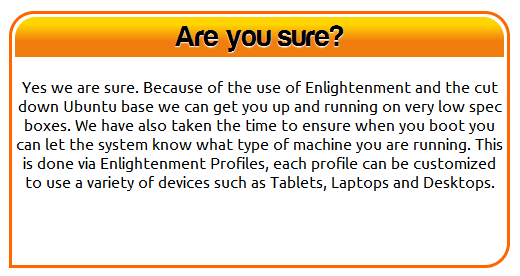 Are you sure?
Yes we are sure. Because of the use of Enlightenment and the cut
down Ubuntu base we can get you up and running on very low spec
boxes. We have also taken the time to ensure when you boot you
can let the system know what type of machine you are running. This
is done via Enlightenment Profiles, each profile can be customized
to use a variety of devices such as Tablets, Laptops and Desktops.